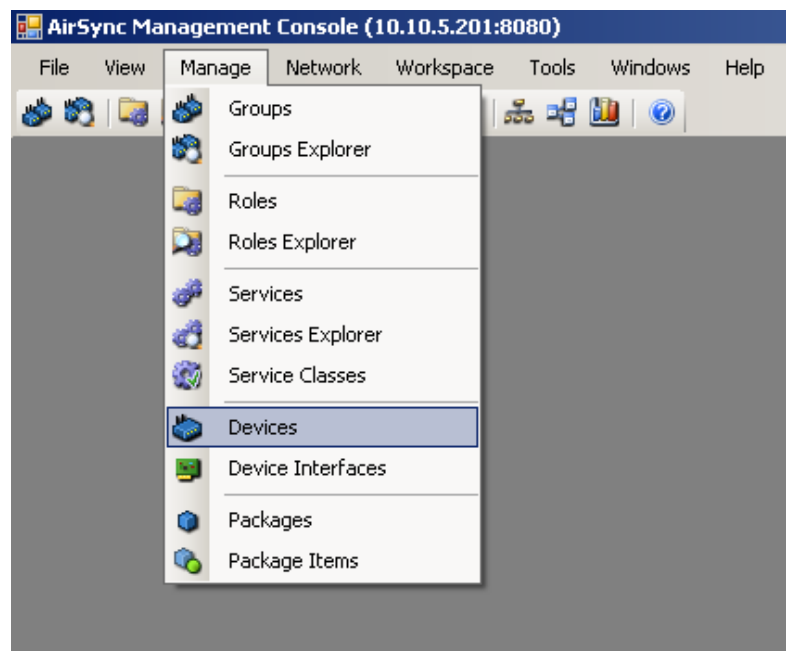 AirSync Management Console (10.10.5.201:8080)
File View Manage Network Workspace Tools Windows Help
Groups
Groups Explorer
Roles
Roles Explorer
Services
Services Explorer
Service Classes
Devices
Device Interfaces
Packages
Package Items